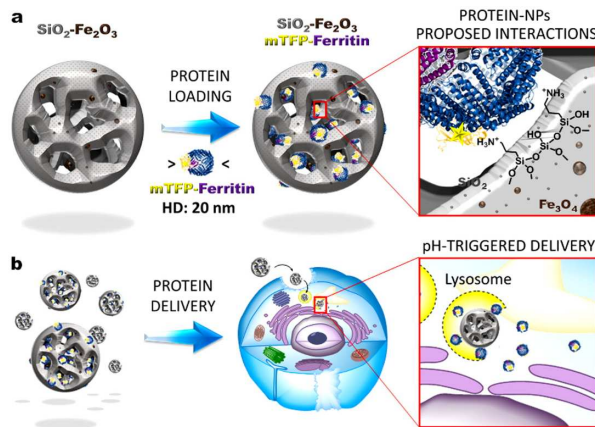 a
SiO2-Fe2O3
SiO2-Fe2O3
mTFP-Ferritin
PROTEIN-NPs
PROPOSED INTERACTIONS
PROTEIN
LOADING
> <
mTFP-Ferritin
HD: 20 nm
+NH3
HO
Si-OH
O
O
Si
O
H3N+
Si
O
O
O
SiO2
Fe3O4
b
PROTEIN
DELIVERY
pH-TRIGGERED DELIVERY
Lysosome